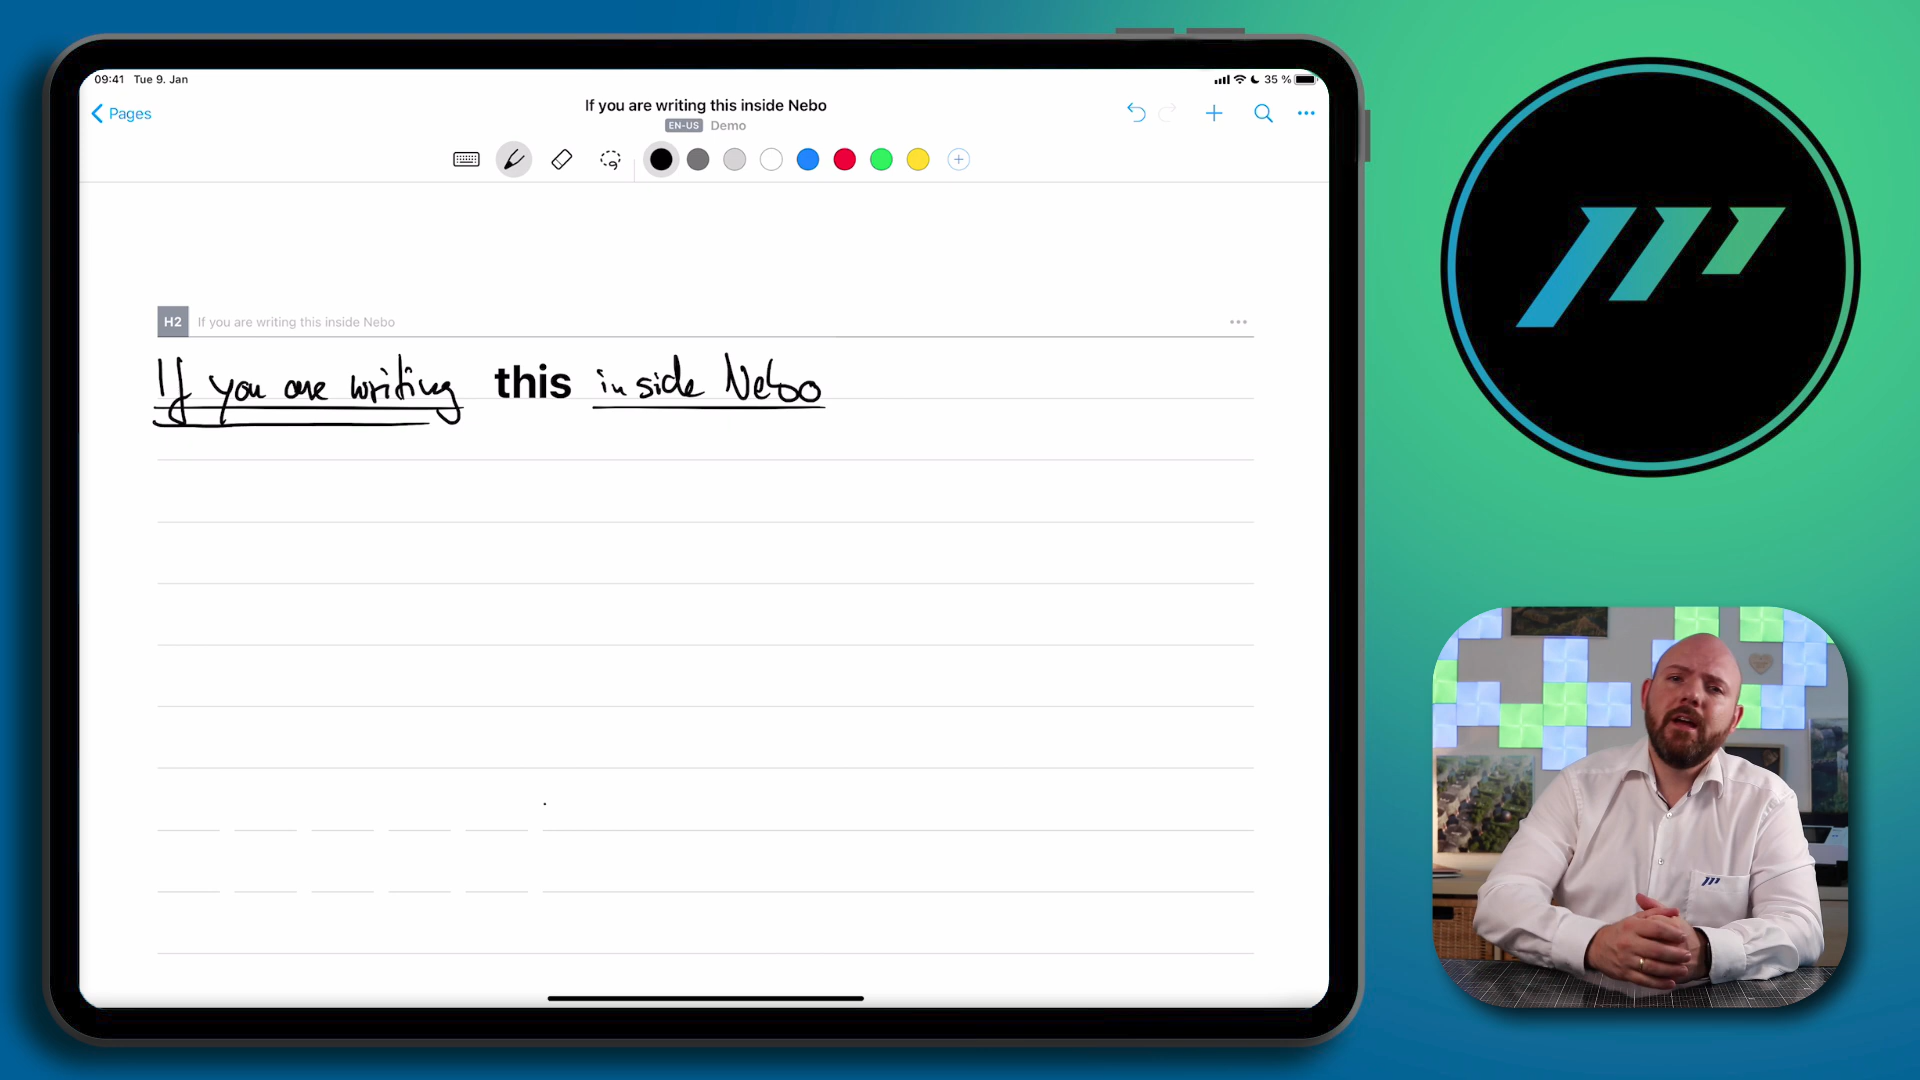 09:41 Tue 9. Jan
35 %
Pages
If you are writing this inside Nebo
EN-US Demo
H2 If you are writing this inside Nebo
If you are writing this inside Nebo